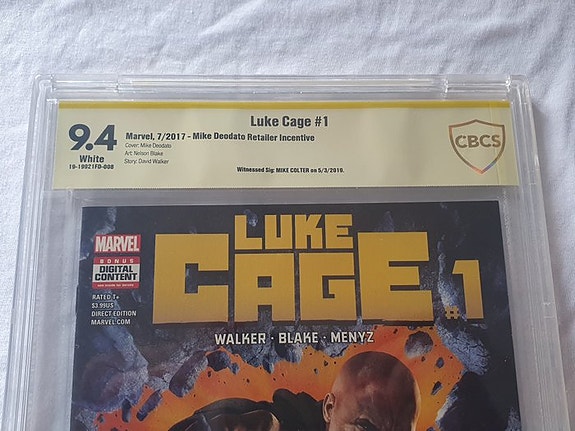 Luke Cage #1
9.4
White
19-19921FD-008
Marvel, 7/2017 - Mike Deodato Retailer Incentive
Cover: Mike Deodato
Art: Nelson Blake
Story: David Walker
Witnessed Sig: MIKE COLTER on 5/3/2019.
CBCS
MARVEL
BONUS
DIGITAL
CONTENT
RATED T+
$3.99US
DIRECT EDITION
MARVEL.COM
LUKE
CAGE #1
WALKER · BLAKE · MENYZ